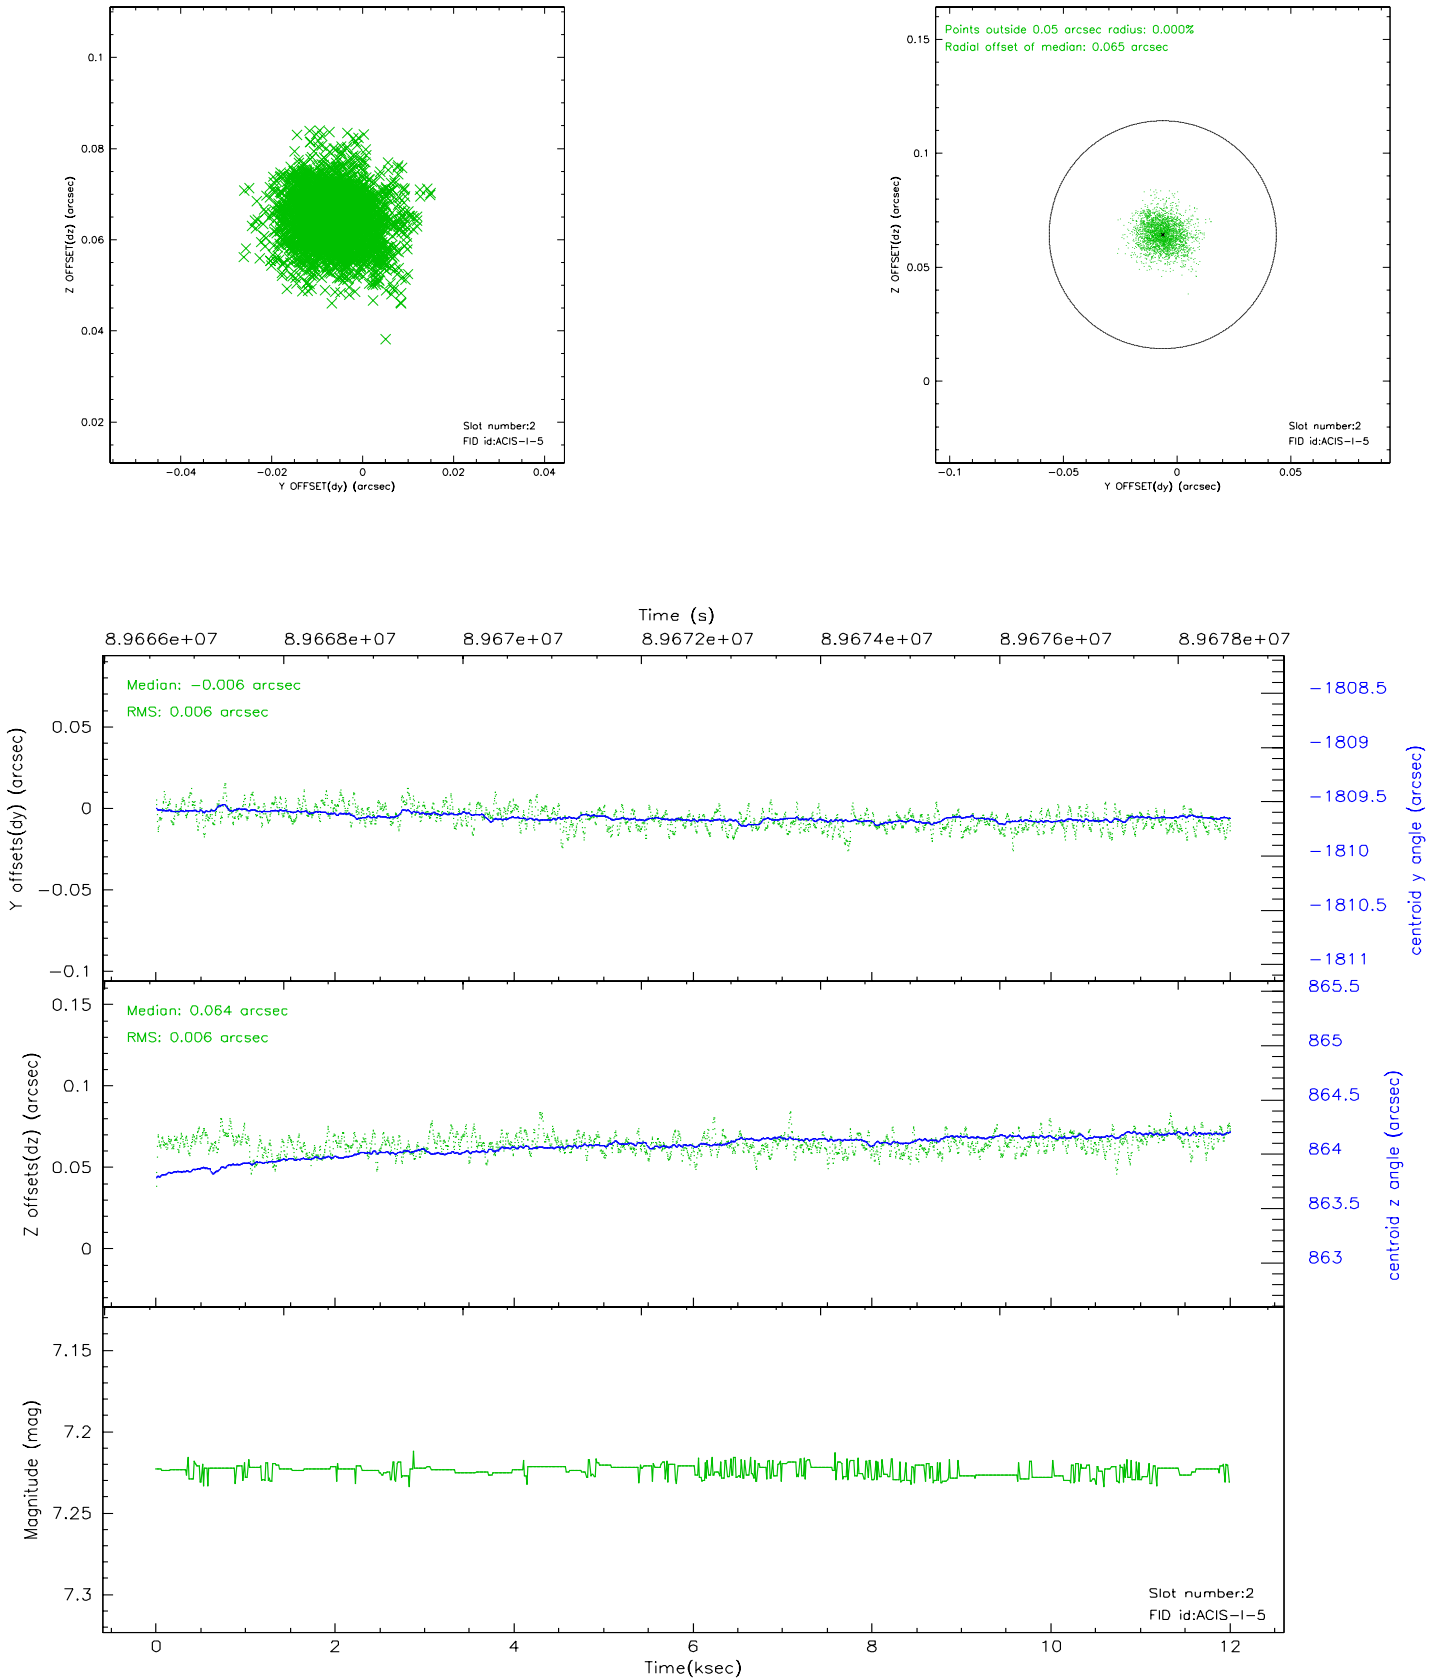 0.1
0.08
0.06
0.04
0.02
Z OFFSET(dz) (arcsec)
−0.04 −0.02 0 0.02 0.04
Y OFFSET(dy) (arcsec)
Slot number:2
FID id:ACIS−I−5
Points outside 0.05 arcsec radius: 0.000%
Radial offset of median: 0.065 arcsec
0.15
0.1
0.05
0
Z OFFSET(dz) (arcsec)
−0.1 −0.05 0 0.05
Y OFFSET(dy) (arcsec)
Slot number:2
FID id:ACIS−I−5
Time (s)
8.9666e+07 8.9668e+07 8.967e+07 8.9672e+07 8.9674e+07 8.9676e+07 8.9678e+07
Median: −0.006 arcsec
RMS: 0.006 arcsec
0.05
0
−0.05
−0.1
Y offsets(dy) (arcsec)
−1808.5
−1809
−1809.5
−1810
−1810.5
−1811
centroid y angle (arcsec)
Median: 0.064 arcsec
RMS: 0.006 arcsec
0.15
0.1
0.05
0
Z offsets(dz) (arcsec)
865.5
865
864.5
864
863.5
863
centroid z angle (arcsec)
7.15
7.2
7.25
7.3
Magnitude (mag)
Slot number:2
FID id:ACIS−I−5
0 2 4 6 8 10 12
Time(ksec)